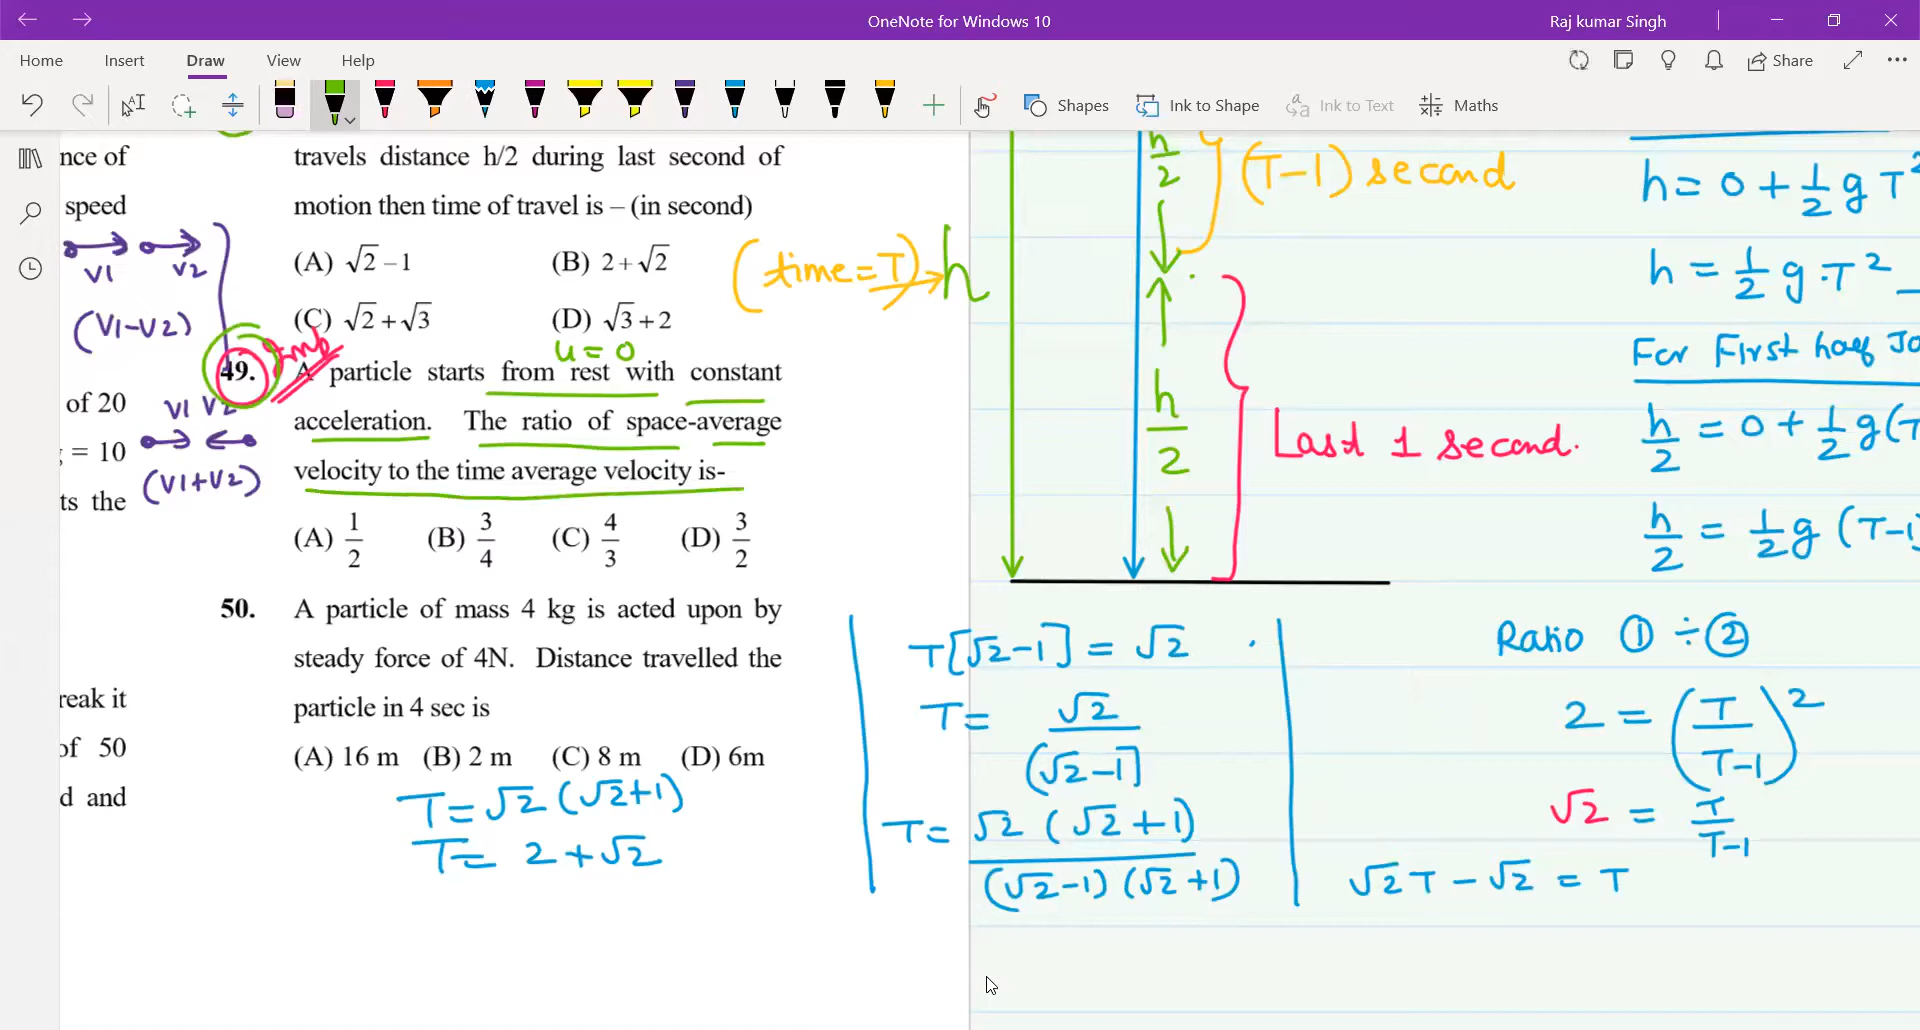 OneNote for Windows 10
Raj kumar Singh
Home Insert Draw View Help
Share
Shapes Ink to Shape Ink to Text Maths
nce of
speed
V1 V2
(V1-V2)
of 20
V1 V2
= 10
(V1+V2)
ts the
reak it
of 50
d and
travels distance h/2 during last second of
motion then time of travel is – (in second)
(A) √2 – 1 (B) 2 + √2
(C) √2 + √3 (D) √3 + 2
(time = T) → h
u = 0
Imp
49. A particle starts from rest with constant
acceleration. The ratio of space-average
velocity to the time average velocity is-
(A) 1/2 (B) 3/4 (C) 4/3 (D) 3/2
50. A particle of mass 4 kg is acted upon by
steady force of 4N. Distance travelled the
particle in 4 sec is
(A) 16 m (B) 2 m (C) 8 m (D) 6m
T = √2 (√2+1)
T = 2 + √2
h/2
(T-1) second
h/2
Last 1 second.
h = 0 + 1/2 g T²
h = 1/2 g . T²
For First half Jo
h/2 = 0 + 1/2 g (T
h/2 = 1/2 g (T-1)
T[√2-1] = √2
T = √2/(√2-1]
T = √2 (√2+1)/(√2-1) (√2+1)
Ratio ① ÷ ②
2 = (T/T-1)²
√2 = T/T-1
√2T - √2 = T